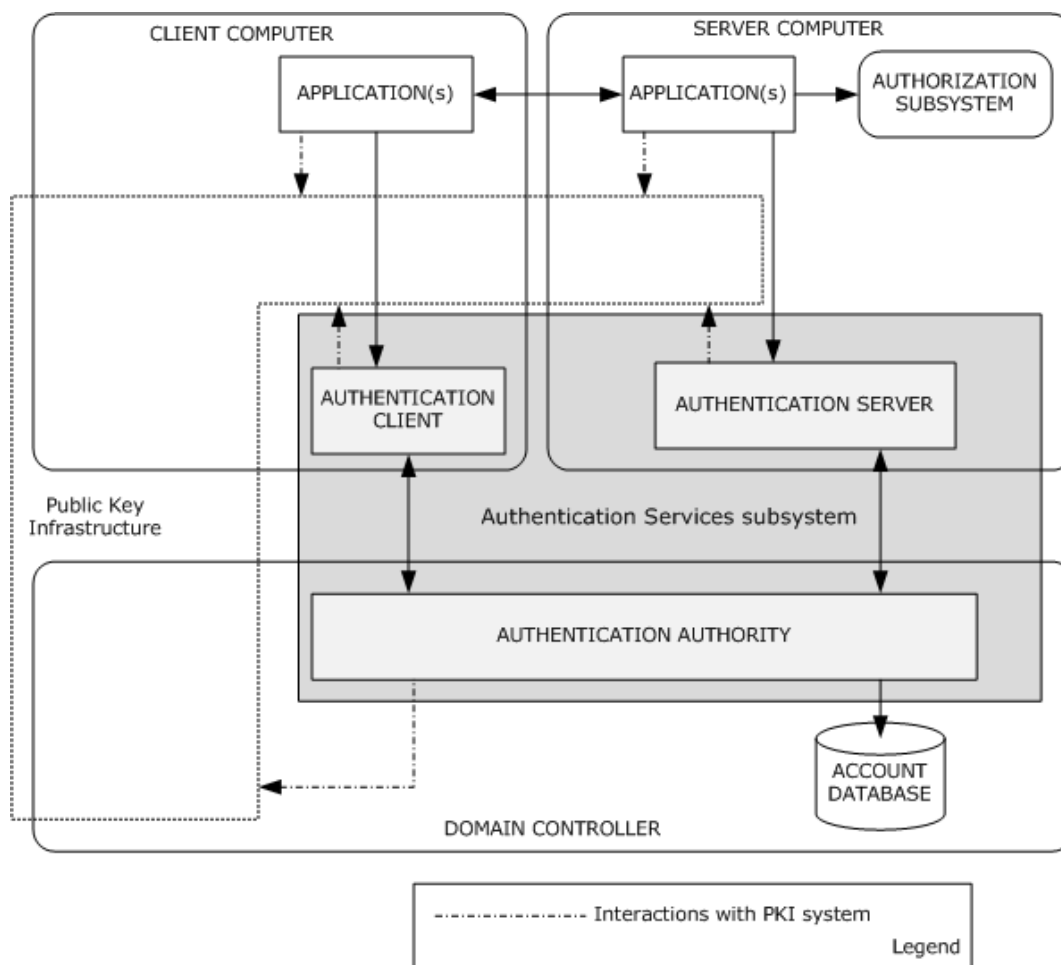 CLIENT COMPUTER
SERVER COMPUTER
APPLICATION(s)
APPLICATION(s)
AUTHORIZATION
SUBSYSTEM
AUTHENTICATION
CLIENT
AUTHENTICATION SERVER
Public Key
Infrastructure
Authentication Services subsystem
AUTHENTICATION AUTHORITY
ACCOUNT
DATABASE
DOMAIN CONTROLLER
Interactions with PKI system
Legend